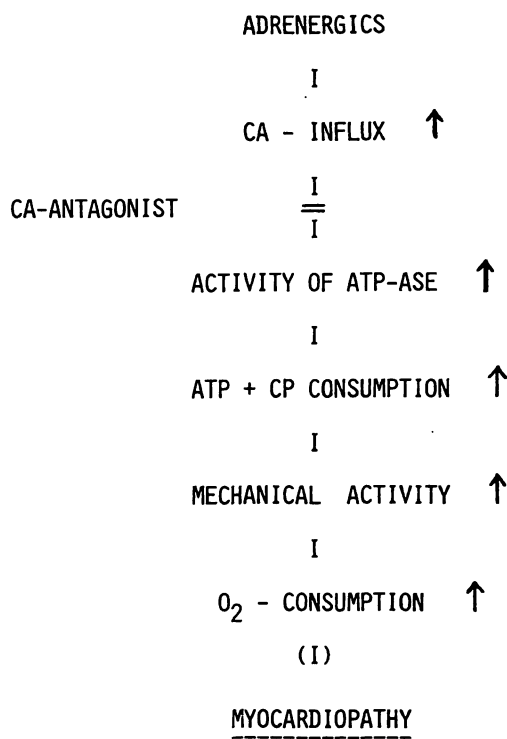 ADRENERGICS
I
CA - INFLUX ↑
I
CA-ANTAGONIST =
I
ACTIVITY OF ATP-ASE ↑
I
ATP + CP CONSUMPTION ↑
I
MECHANICAL ACTIVITY ↑
I
O2 - CONSUMPTION ↑
(I)
MYOCARDIOPATHY